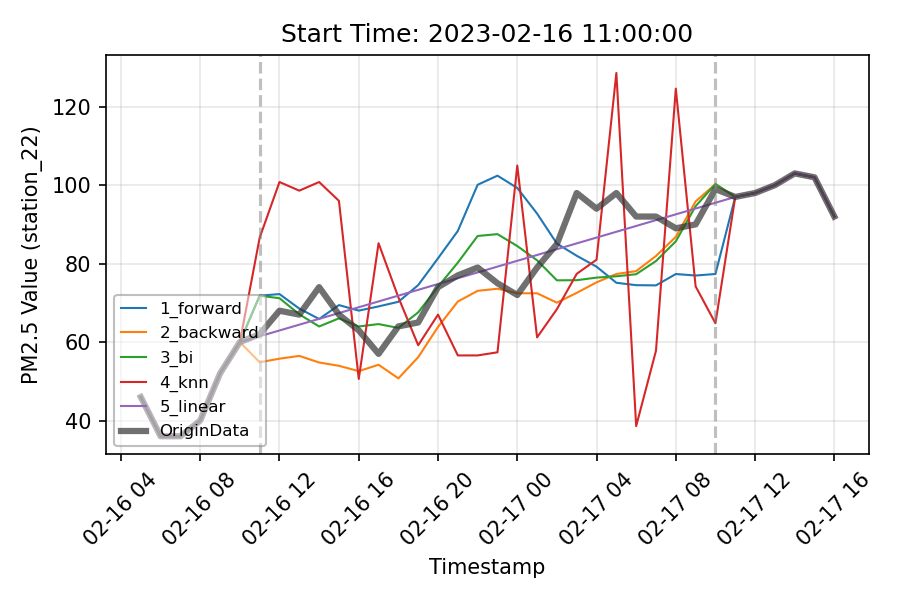 Start Time: 2023-02-16 11:00:00
PM2.5 Value (station_22)
120
100
80
60
40
1_forward
2_backward
3_bi
4_knn
5_linear
OriginData
02-16 04
02-16 08
02-16 12
02-16 16
02-16 20
02-17 00
02-17 04
02-17 08
02-17 12
02-17 16
Timestamp